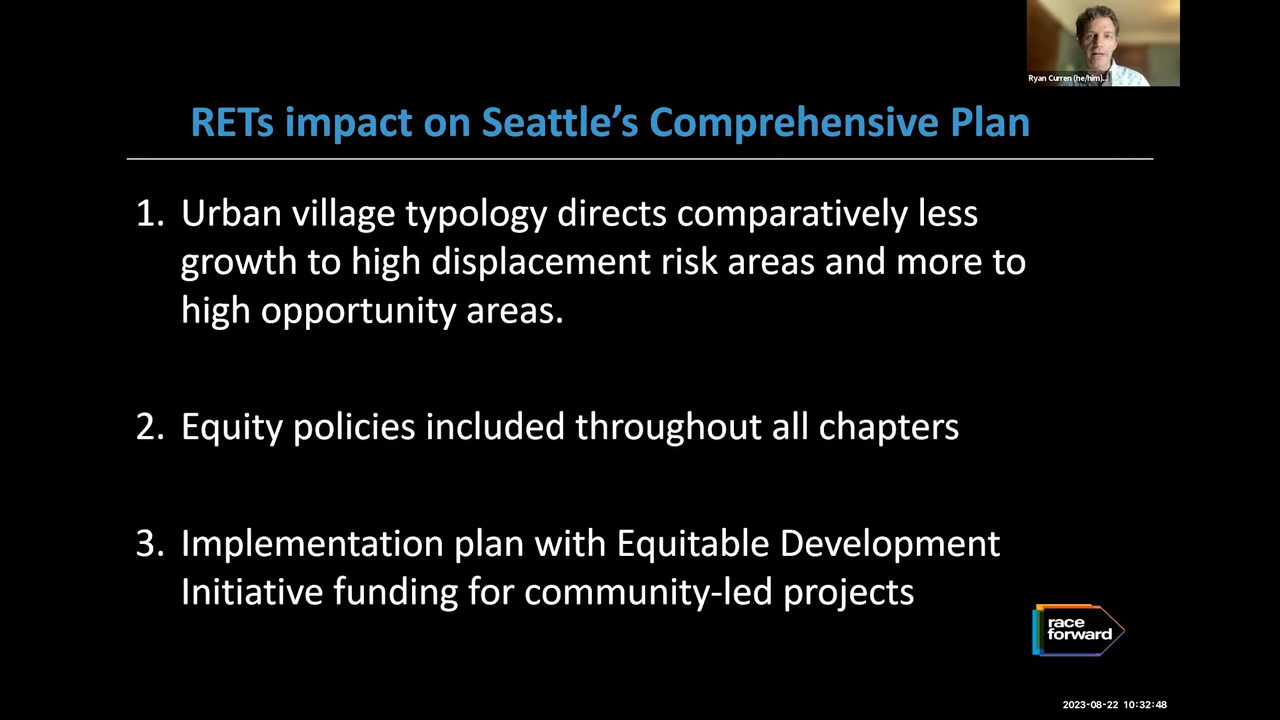 Ryan Curren (he/him)...
RETs impact on Seattle’s Comprehensive Plan
1. Urban village typology directs comparatively less
growth to high displacement risk areas and more to
high opportunity areas.
2. Equity policies included throughout all chapters
3. Implementation plan with Equitable Development
Initiative funding for community-led projects
race
forward
2023-08-22 10:32:48